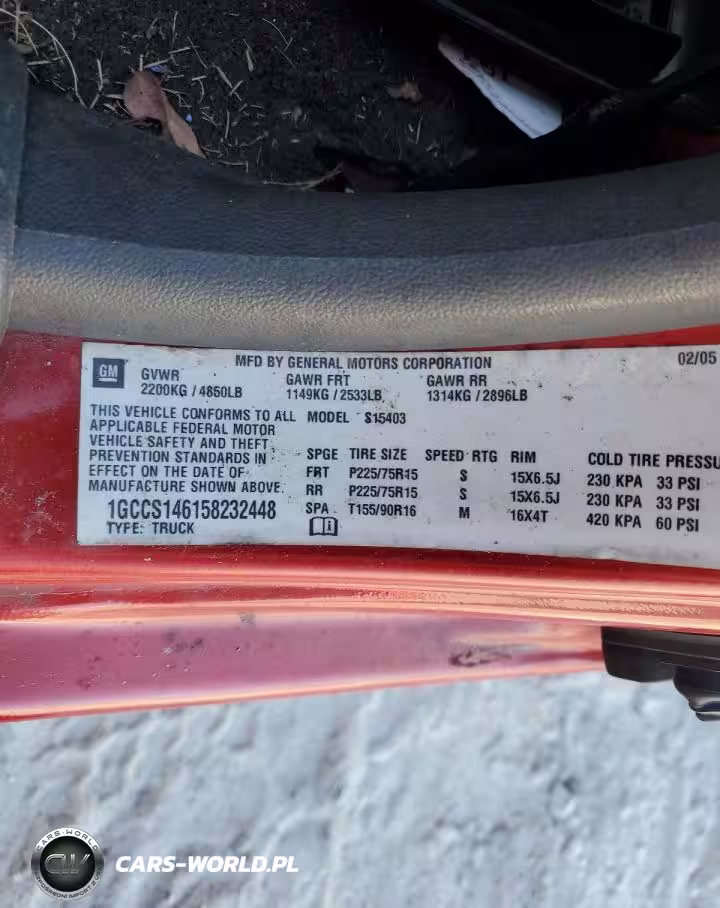 GM
MFD BY GENERAL MOTORS CORPORATION 02/05
GVWR GAWR FRT GAWR RR
2200KG / 4850LB 1149KG / 2533LB 1314KG / 2896LB
THIS VEHICLE CONFORMS TO ALL
APPLICABLE FEDERAL MOTOR
VEHICLE SAFETY AND THEFT
PREVENTION STANDARDS IN
EFFECT ON THE DATE OF
MANUFACTURE SHOWN ABOVE.
1GCCS146158232448
TYPE: TRUCK
MODEL S15403
SPGE TIRE SIZE SPEED RTG RIM COLD TIRE PRESSU
FRT P225/75R15 S 15X6.5J 230 KPA 33 PSI
RR P225/75R15 S 15X6.5J 230 KPA 33 PSI
SPA T155/90R16 M 16X4T 420 KPA 60 PSI
CARS-WORLD
CW
CARS-WORLD.PL